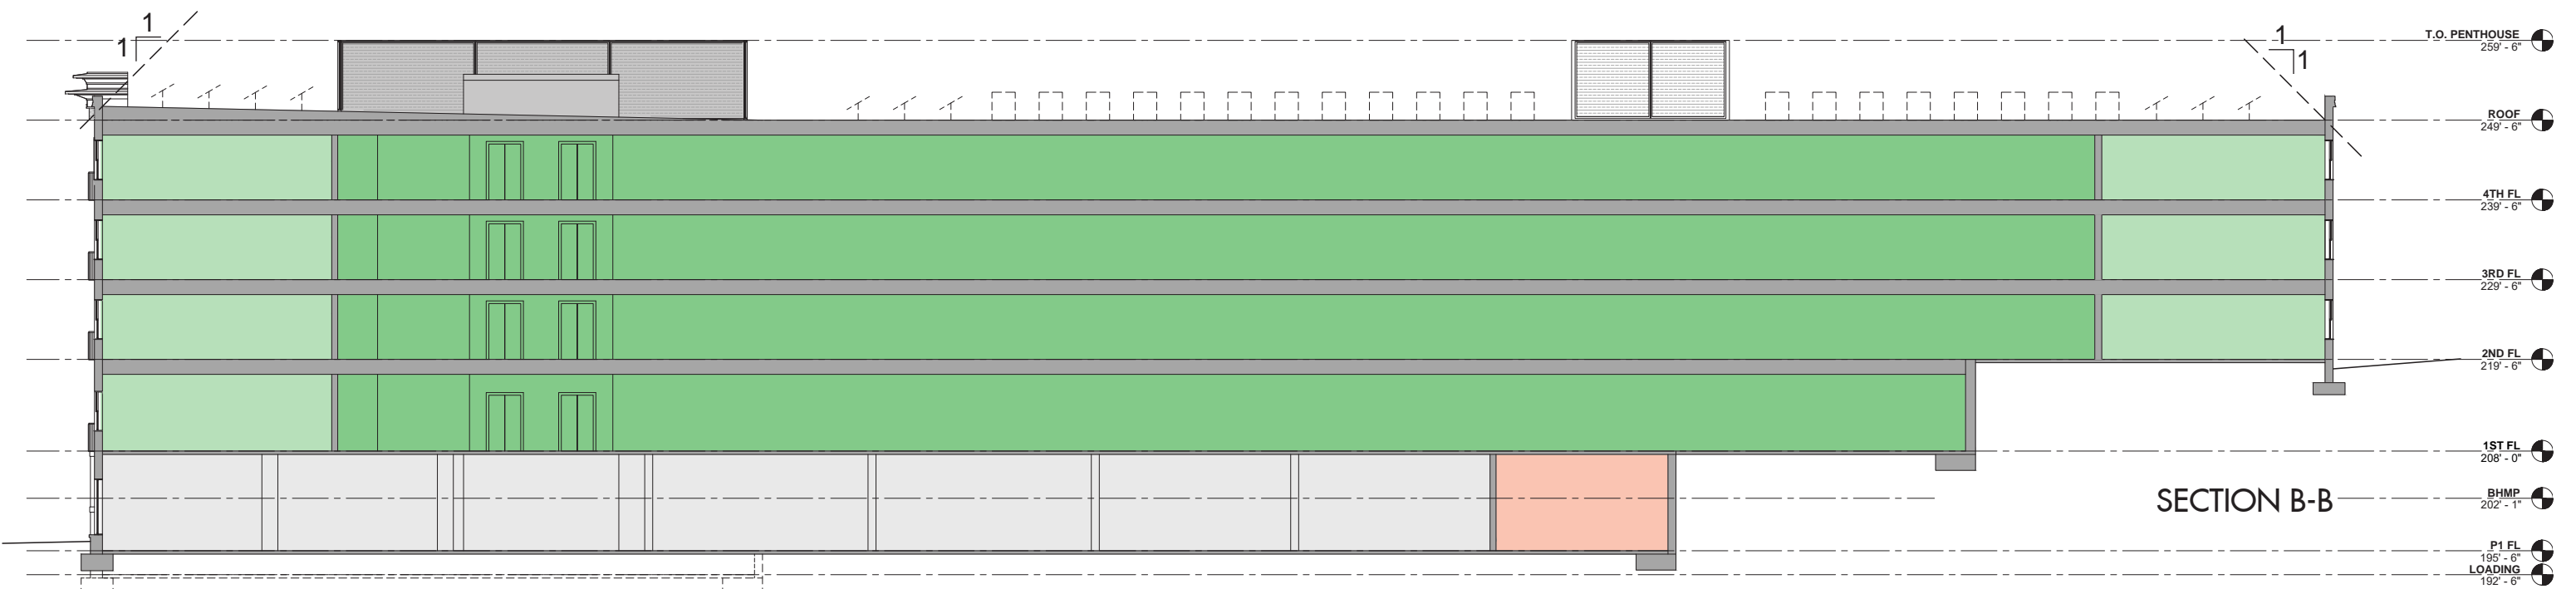 1
1
1
1
T.O. PENTHOUSE
259' - 6"
ROOF
249' - 6"
4TH FL
239' - 6"
3RD FL
229' - 6"
2ND FL
219' - 6"
1ST FL
208' - 0"
SECTION B-B
BHMP
202' - 1"
P1 FL
195' - 6"
LOADING
192' - 6"